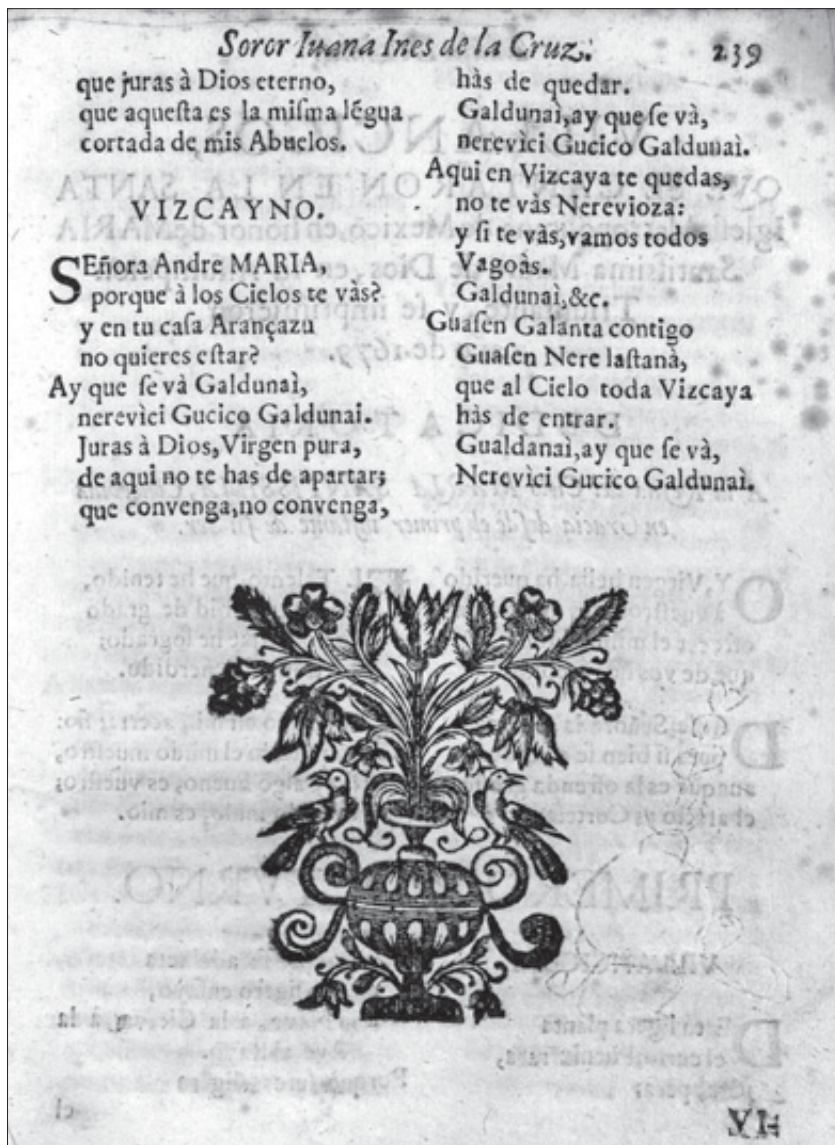 Soror Iuana Ines de la Cruz. 239
que juras à Dios eterno,
que aquesta es la misma lẽgua
cortada de mis Abuelos.
VIZCAYNO.
SEñora Andre MARIA,
porque à los Cielos te vàs?
y en tu casa Arançazu
no quieres estar?
Ay que se và Galdunaì,
nerevìci Gucico Galdunai.
Juras à Dios, Virgen pura,
de aqui no te has de apartar;
que convenga, no convenga,
hàs de quedar.
Galdunaì, ay que se và,
nerevici Gucico Galdunaì.
Aqui en Vizcaya te quedas,
no te vàs Nerevioza:
y si te vàs, vamos todos
Vagoàs.
Galdunaì, &c.
Guasen Galanta contigo
Guasen Nere lastanà,
que al Cielo toda Vizcaya
hàs de entrar.
Gualdanai, ay que se và,
Nerevici Gucico Galdunaì.